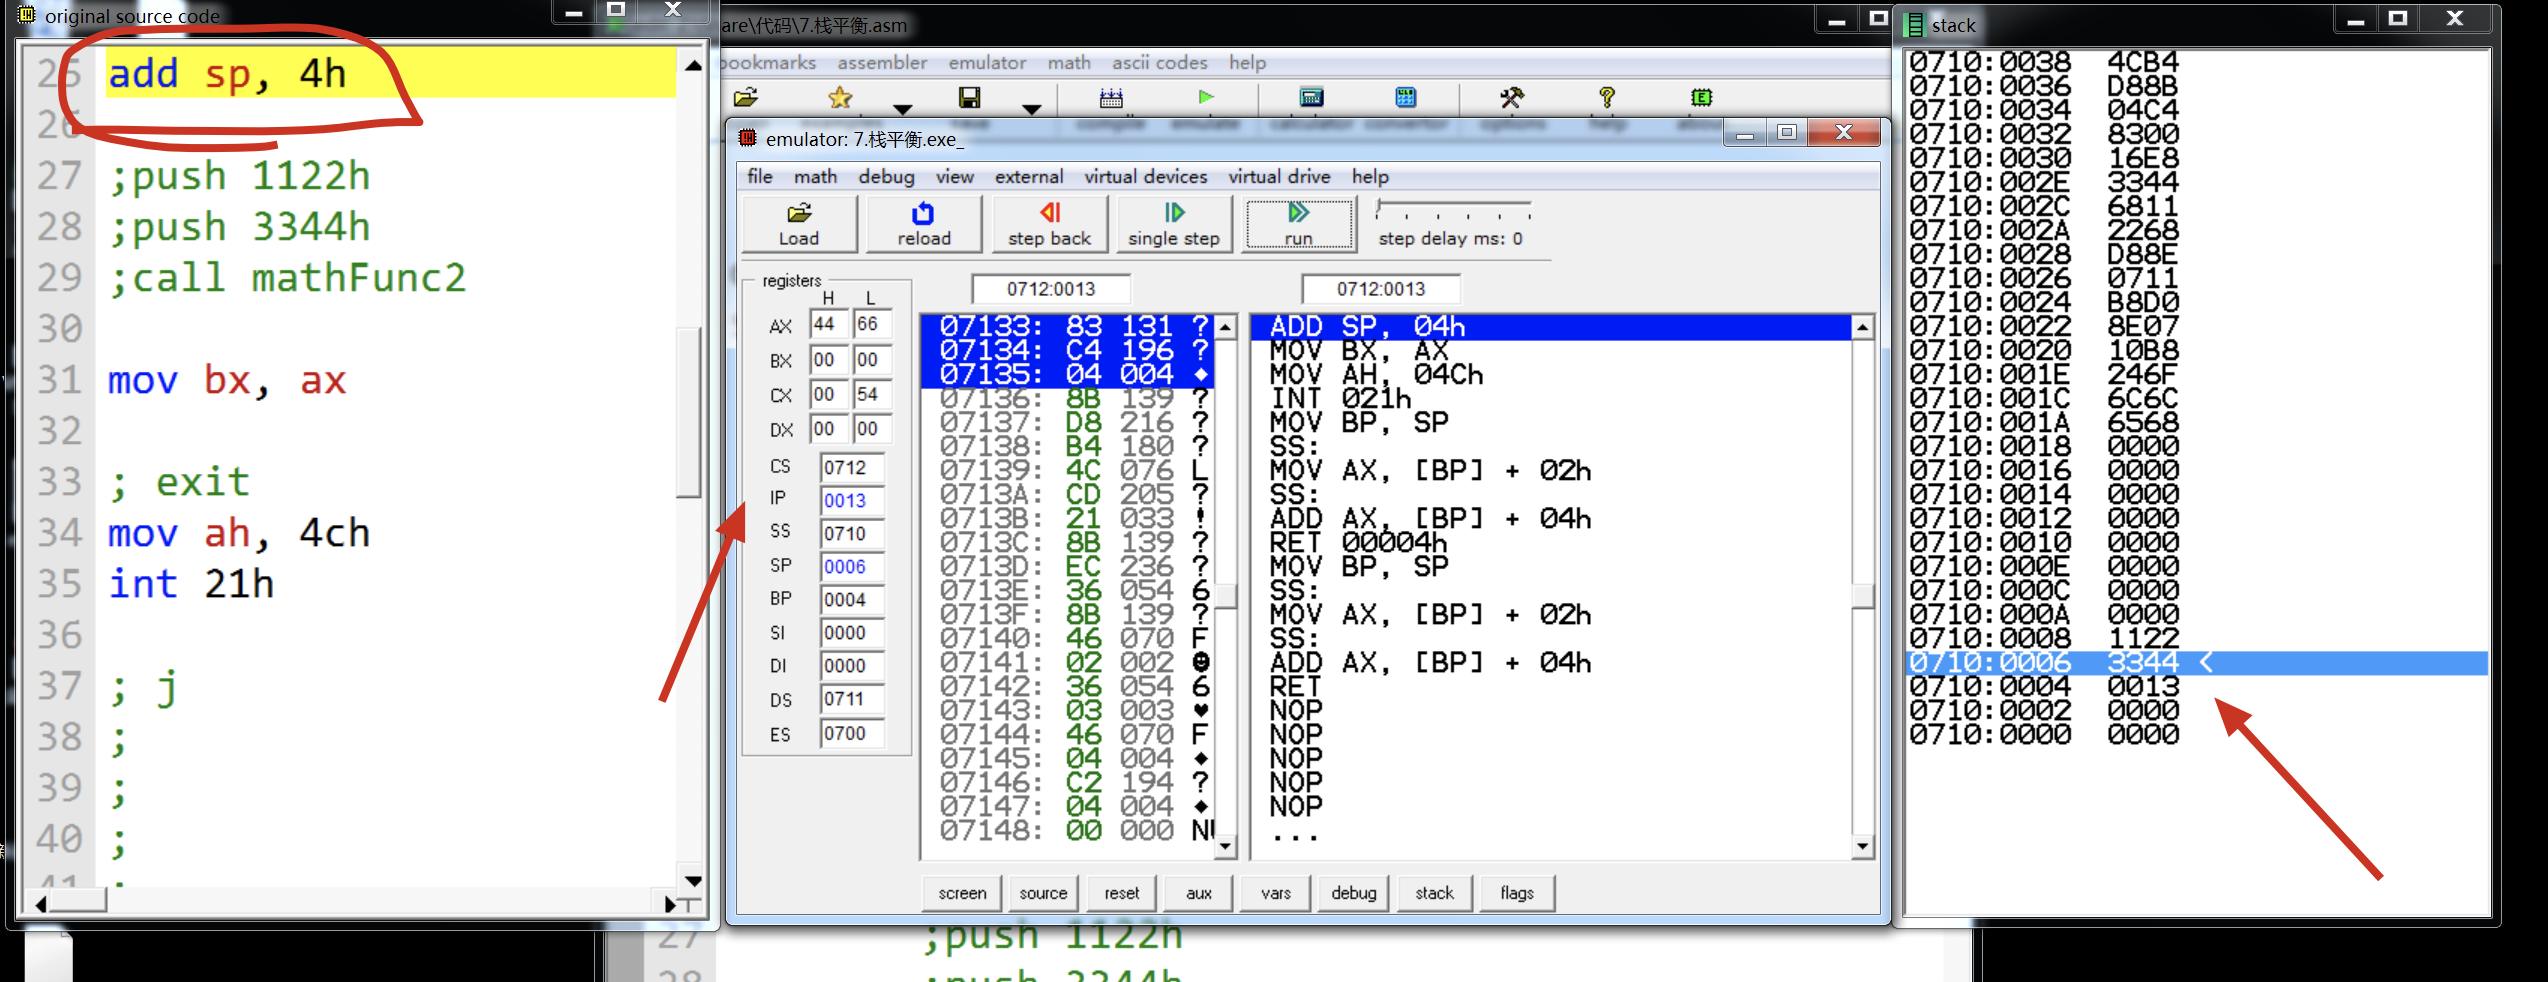 original source code
25 add sp, 4h
26
27 ;push 1122h
28 ;push 3344h
29 ;call mathFunc2
30
31 mov bx, ax
32
33 ; exit
34 mov ah, 4ch
35 int 21h
36
37 ; j
38 ;
39 ;
40 ;
41 ;
are\代码\7.栈平衡.asm
bookmarks assembler emulator math ascii codes help
compile emulate calculator convertor options help about
emulator: 7.栈平衡.exe_
file math debug view external virtual devices virtual drive help
Load reload step back single step run step delay ms: 0
registers
H L
AX 44 66
BX 00 00
CX 00 54
DX 00 00
CS 0712
IP 0013
SS 0710
SP 0006
BP 0004
SI 0000
DI 0000
DS 0711
ES 0700
0712:0013
07133: 83 131 ?
07134: C4 196 ?
07135: 04 004 ♦
07136: 8B 139 ?
07137: D8 216 ?
07138: B4 180 ?
07139: 4C 076 L
0713A: CD 205 ?
0713B: 21 033 !
0713C: 8B 139 ?
0713D: EC 236 ?
0713E: 36 054 6
0713F: 8B 139 ?
07140: 46 070 F
07141: 02 002 ☻
07142: 36 054 6
07143: 03 003 ♥
07144: 46 070 F
07145: 04 004 ♦
07146: C2 194 ?
07147: 04 004 ♦
07148: 00 000 NU
0712:0013
ADD SP, 04h
MOV BX, AX
MOV AH, 04Ch
INT 021h
MOV BP, SP
SS:
MOV AX, [BP] + 02h
SS:
ADD AX, [BP] + 04h
RET 00004h
MOV BP, SP
SS:
MOV AX, [BP] + 02h
SS:
ADD AX, [BP] + 04h
RET
NOP
NOP
NOP
NOP
NOP
...
screen source reset aux vars debug stack flags
27 ;push 1122h
28 ;push 3344h
stack
0710:0038 4CB4
0710:0036 D88B
0710:0034 04C4
0710:0032 8300
0710:0030 16E8
0710:002E 3344
0710:002C 6811
0710:002A 2268
0710:0028 D88E
0710:0026 0711
0710:0024 B8D0
0710:0022 8E07
0710:0020 10B8
0710:001E 246F
0710:001C 6C6C
0710:001A 6568
0710:0018 0000
0710:0016 0000
0710:0014 0000
0710:0012 0000
0710:0010 0000
0710:000E 0000
0710:000C 0000
0710:000A 0000
0710:0008 1122
0710:0006 3344 <
0710:0004 0013
0710:0002 0000
0710:0000 0000